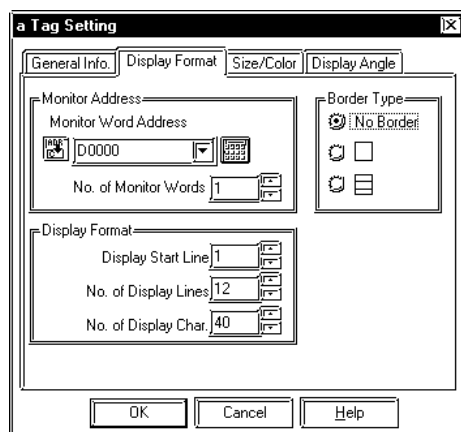 a Tag Setting
General Info. Display Format Size/Color Display Angle
Monitor Address
Monitor Word Address
D0000
No. of Monitor Words 1
Border Type
No Border
Display Format
Display Start Line 1
No. of Display Lines 12
No. of Display Char. 40
OK Cancel Help